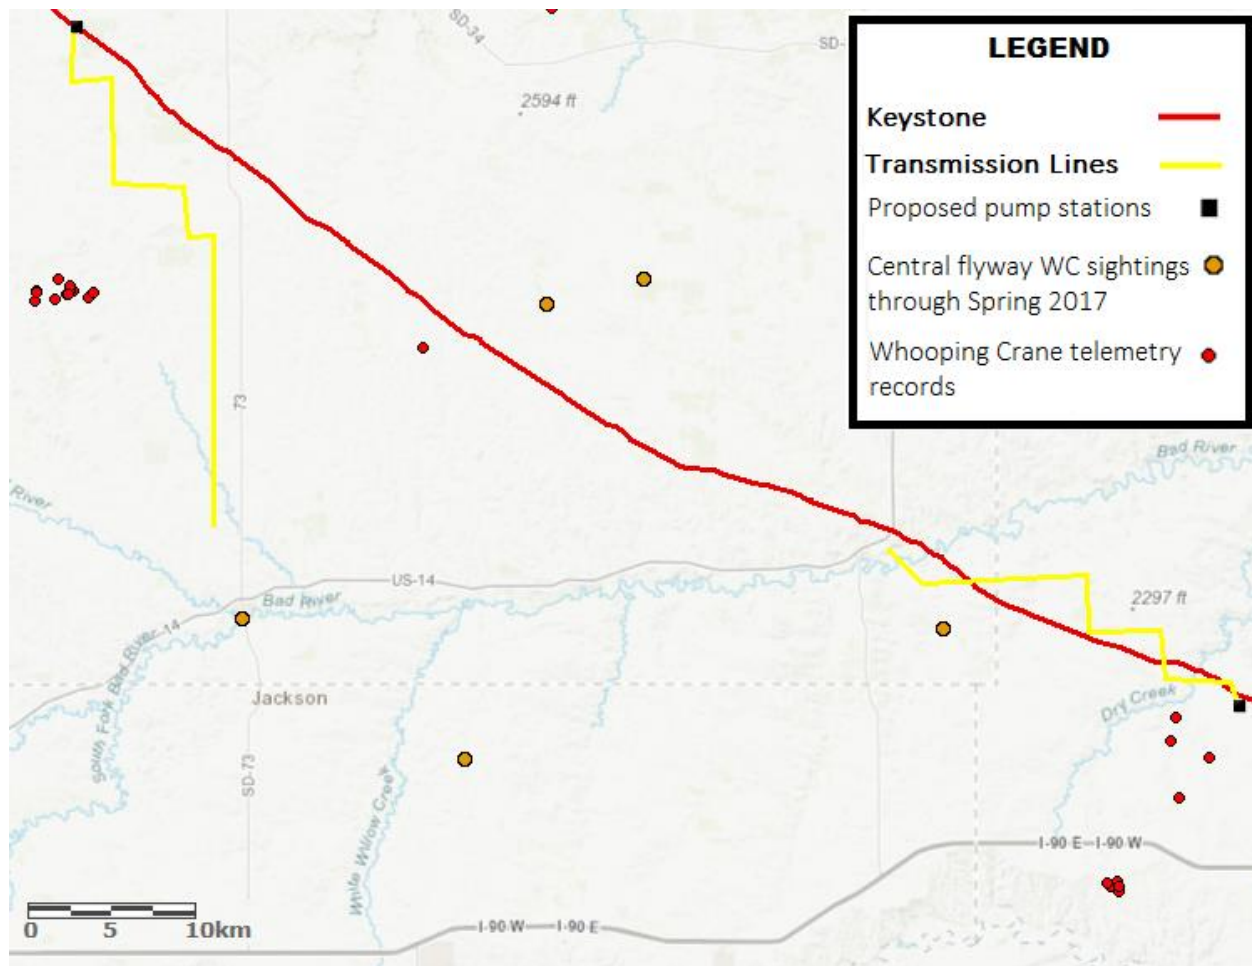 SD-34
SD-
2594 ft
LEGEND
Keystone
Transmission Lines
Proposed pump stations
Central flyway WC sightings
through Spring 2017
Whooping Crane telemetry
records
73
Bad River
River
US-14
Bad River
2297 ft
South Fork Bad River
14
Jackson
Dry Creek
SD-73
White Willow Creek
I-90 E
I-90 W
I-90 W
I-90 E
0 5 10km